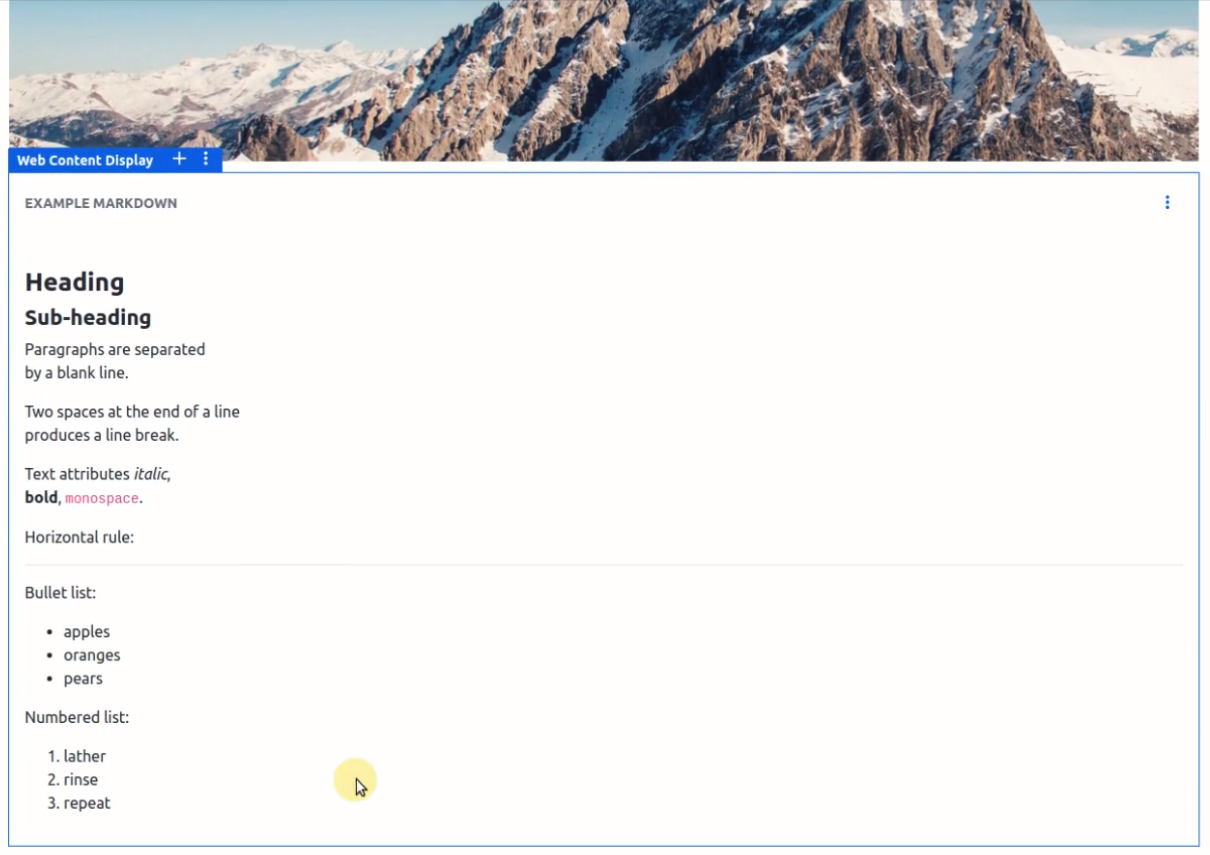 Web Content Display
EXAMPLE MARKDOWN
Heading
Sub-heading
Paragraphs are separated
by a blank line.
Two spaces at the end of a line
produces a line break.
Text attributes italic,
bold, monospace.
Horizontal rule:
Bullet list:
• apples
• oranges
• pears
Numbered list:
1. lather
2. rinse
3. repeat